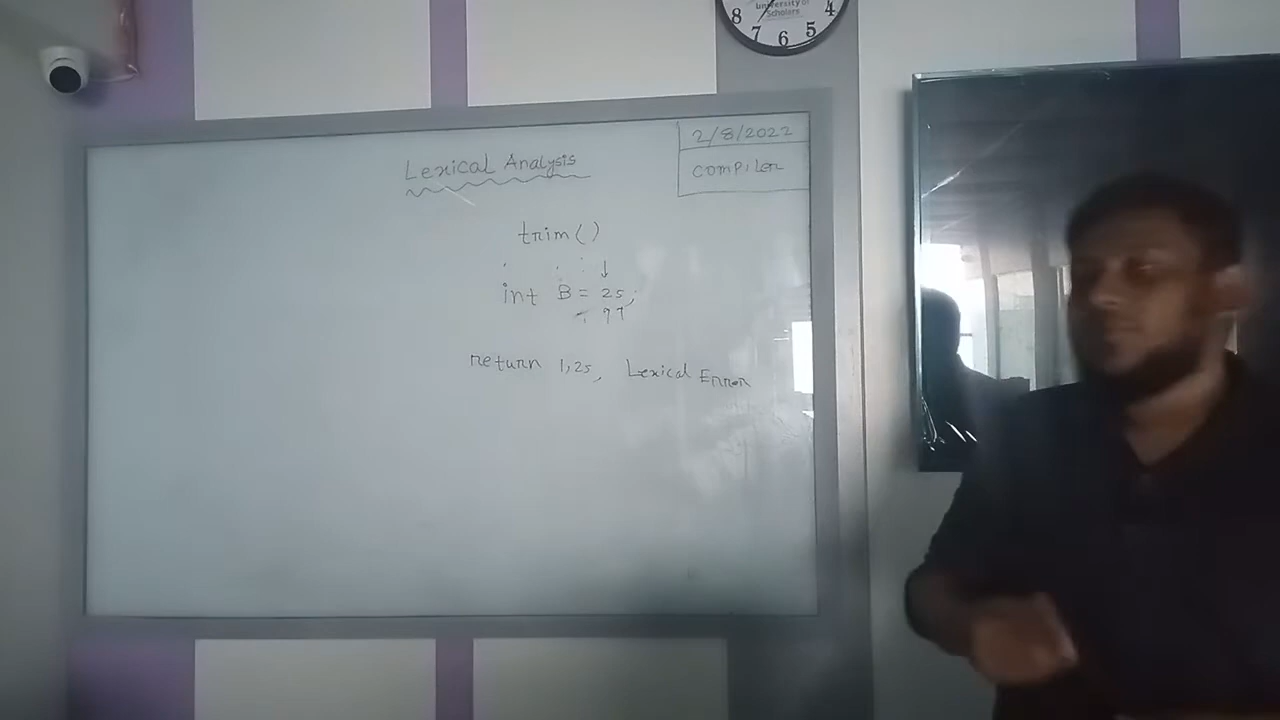 8 7 6 5 4
University of
Scholars
2/8/2022
Compiler
Lexical Analysis
trim()
int B = 25;
return 1,25, Lexical Error